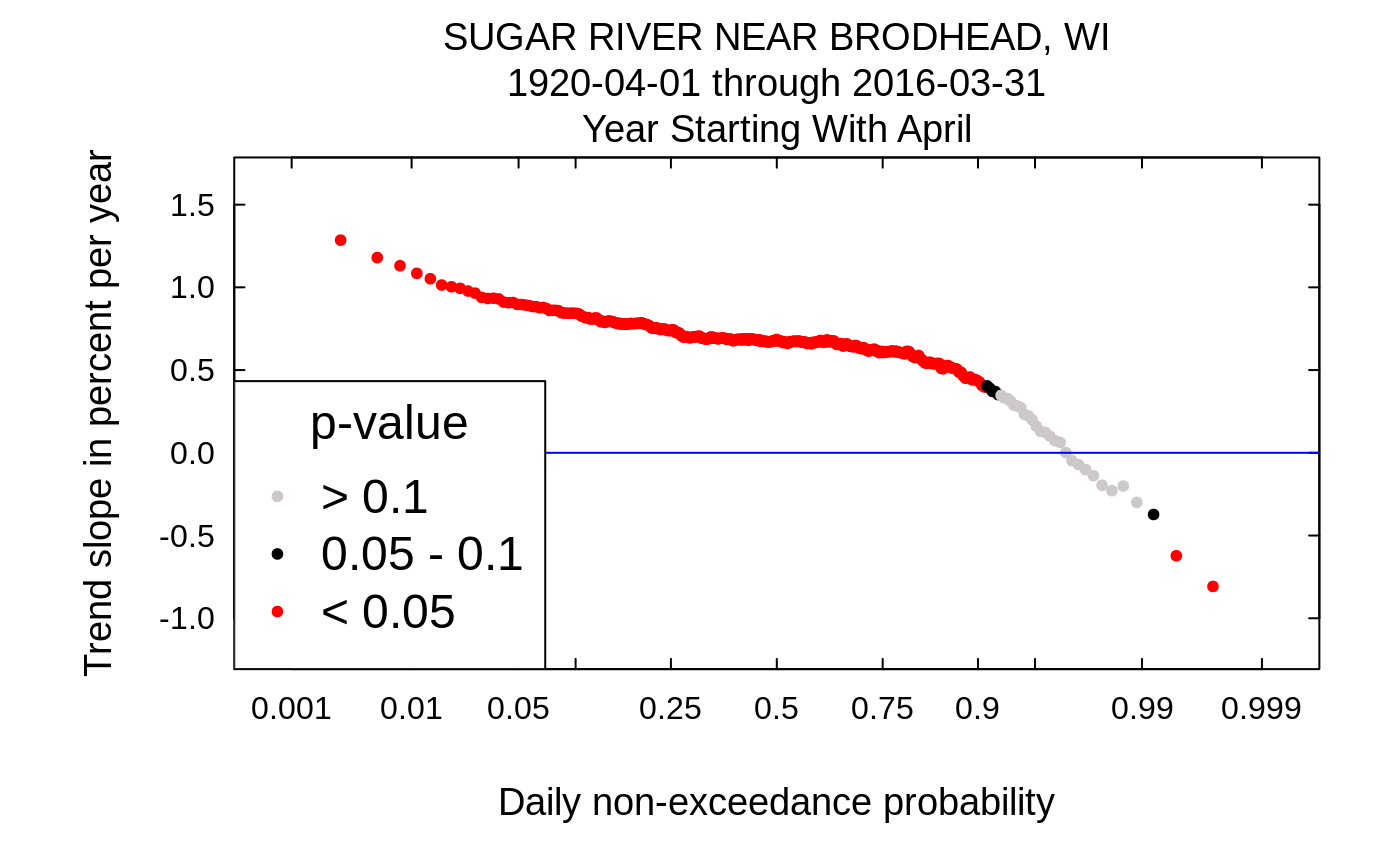 SUGAR RIVER NEAR BRODHEAD, WI
1920-04-01 through 2016-03-31
Year Starting With April
Trend slope in percent per year
1.5
1.0
0.5
0.0
-0.5
-1.0
p-value
> 0.1
0.05 - 0.1
< 0.05
0.001 0.01 0.05 0.25 0.5 0.75 0.9 0.99 0.999
Daily non-exceedance probability